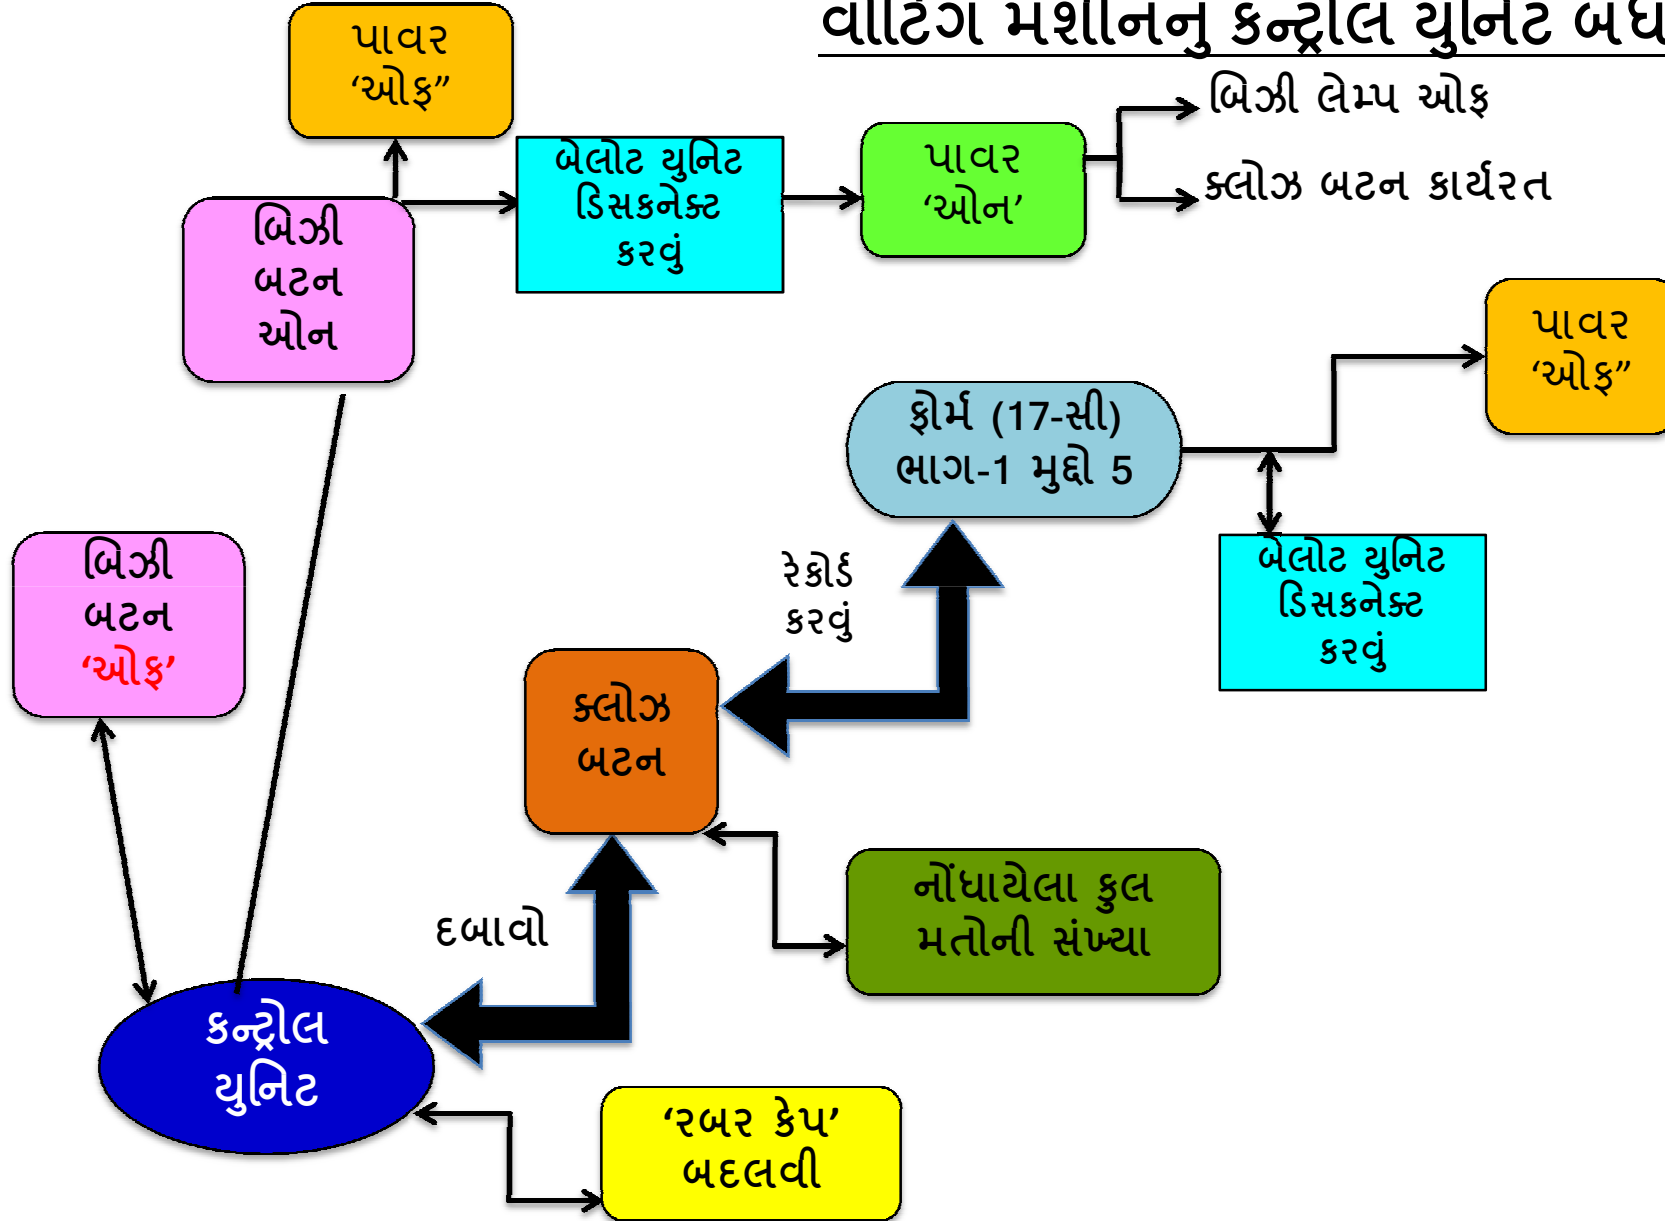 વોટિંગ મશીનનુ કન્ટ્રોલ યુનિટ
પાવર
‘ઓફ”
બિઝી લેમ્પ ઓફ
ક્લોઝ બટન કાર્યરત
બેલોટ યુનિટ
ડિસકનેક્ટ
કરવું
પાવર
‘ઓન’
બિઝી
બટન
ઓન
પાવર
‘ઓફ”
ફોર્મ (17-સી)
ભાગ-1 મુદ્દો 5
બિઝી
બટન
‘ઓફ’
રેકોર્ડ
કરવું
બેલોટ યુનિટ
ડિસકનેક્ટ
કરવું
ક્લોઝ
બટન
નોંધાયેલા કુલ
મતોની સંખ્યા
દબાવો
કન્ટ્રોલ
યુનિટ
‘રબર કેપ’
બદલવી